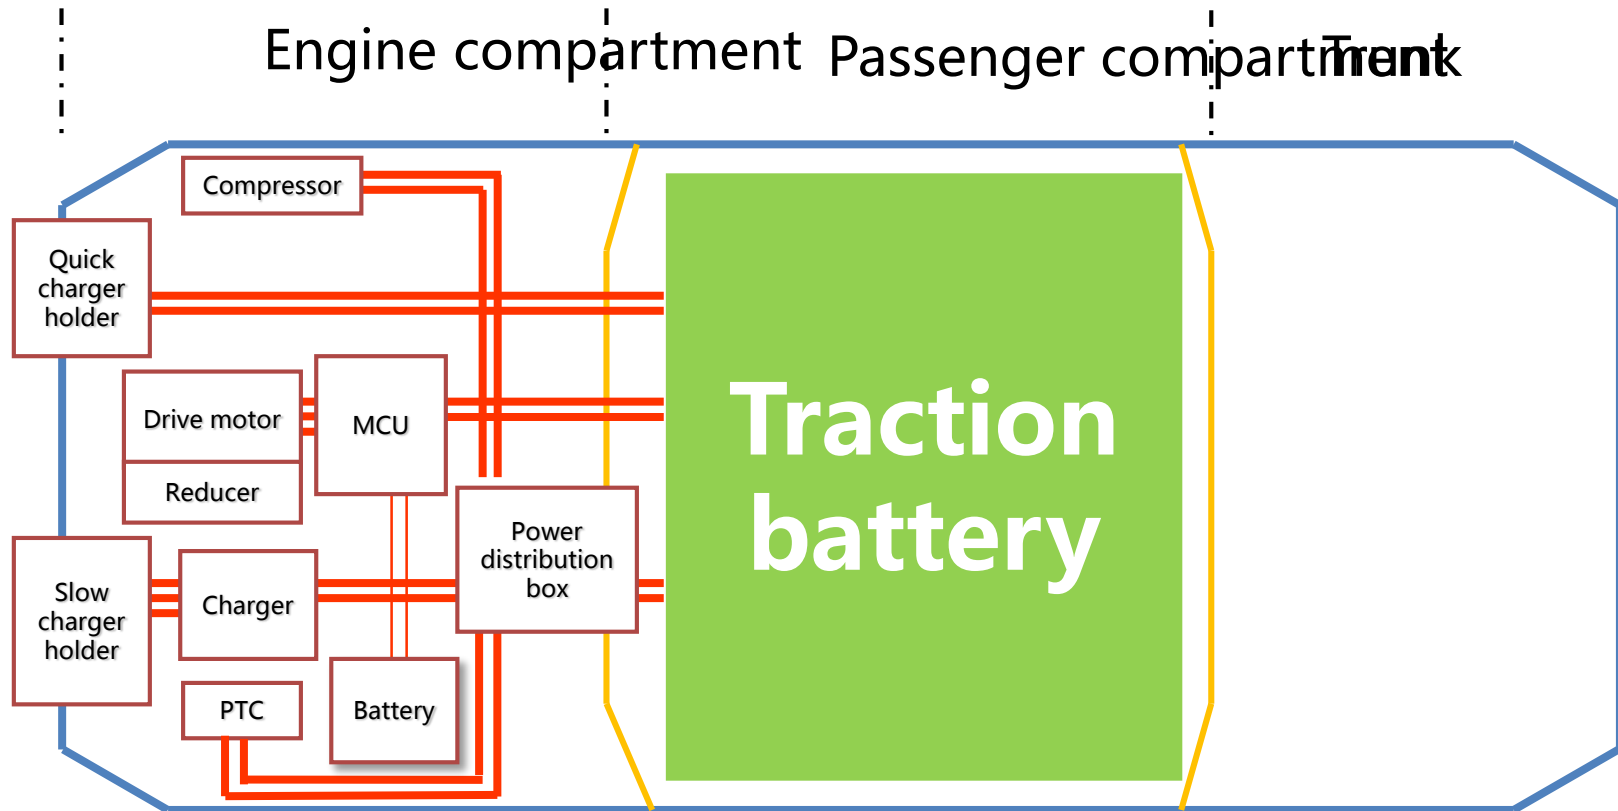 Engine compartment
Passenger compartment
Trunk
Compressor
Quick
charger
holder
Drive motor
MCU
Reducer
Power
distribution
box
Slow
charger
holder
Charger
PTC
Battery
Traction
battery